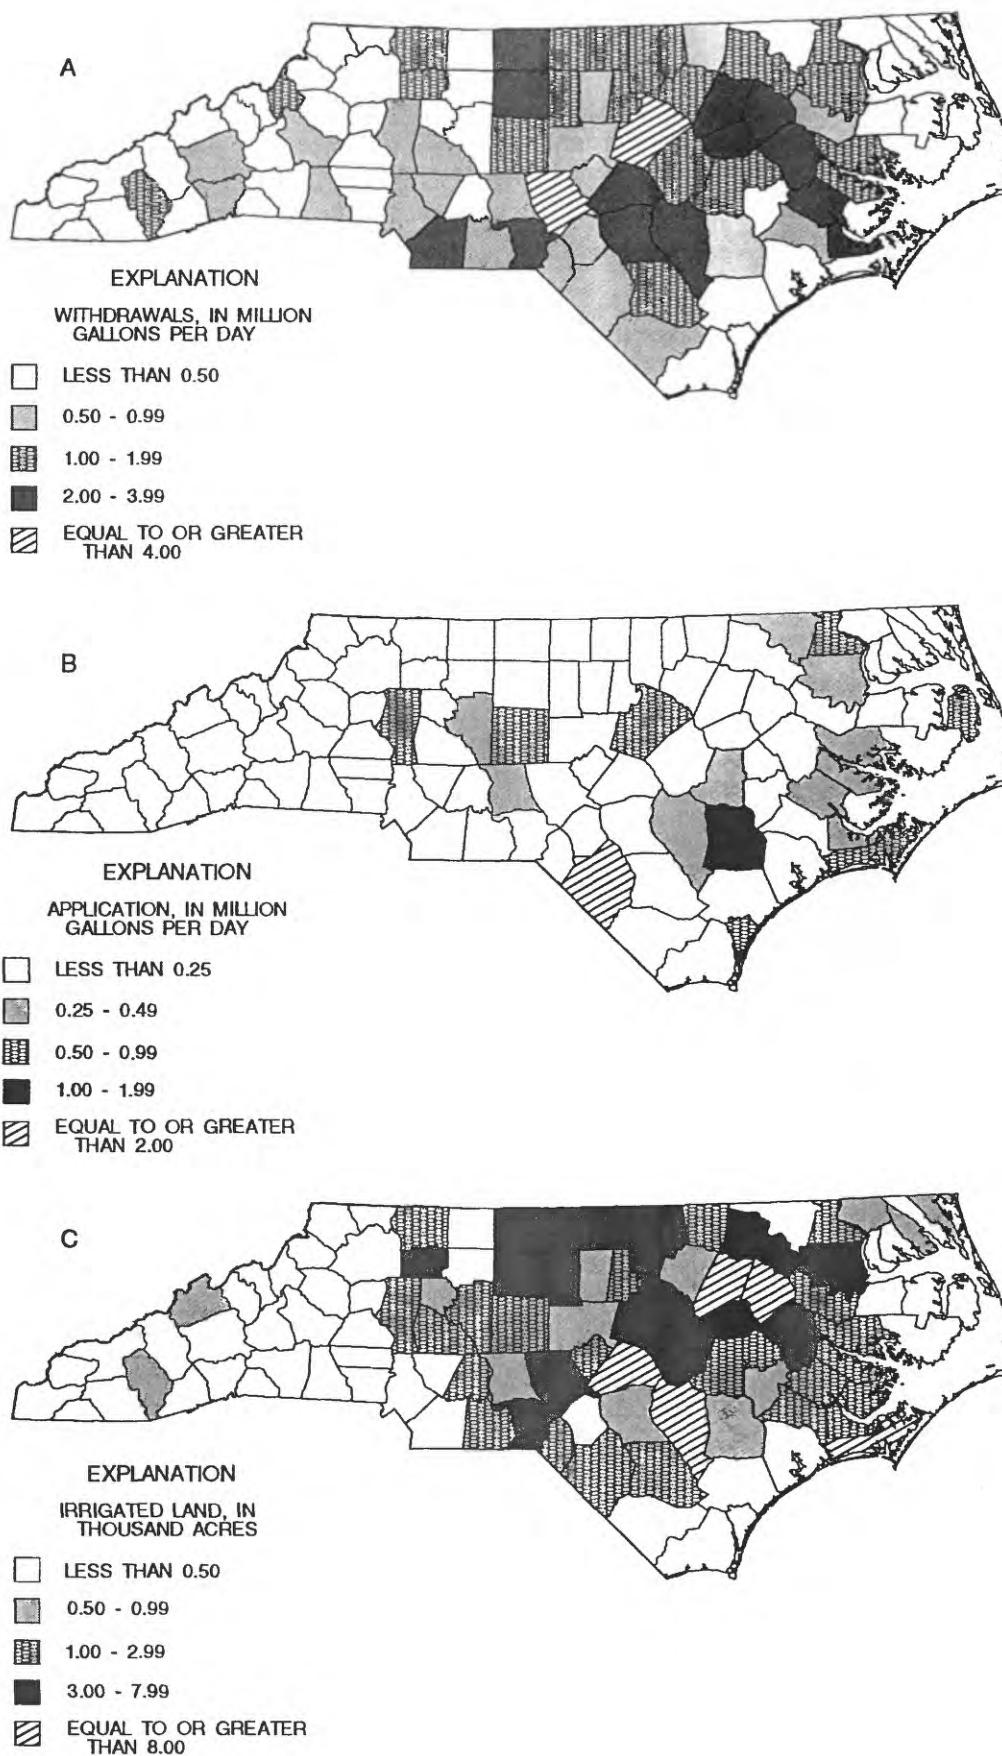 A
EXPLANATION
WITHDRAWALS, IN MILLION
GALLONS PER DAY
LESS THAN 0.50
0.50 - 0.99
1.00 - 1.99
2.00 - 3.99
EQUAL TO OR GREATER
THAN 4.00
B
EXPLANATION
APPLICATION, IN MILLION
GALLONS PER DAY
LESS THAN 0.25
0.25 - 0.49
0.50 - 0.99
1.00 - 1.99
EQUAL TO OR GREATER
THAN 2.00
C
EXPLANATION
IRRIGATED LAND, IN
THOUSAND ACRES
LESS THAN 0.50
0.50 - 0.99
1.00 - 2.99
3.00 - 7.99
EQUAL TO OR GREATER
THAN 8.00